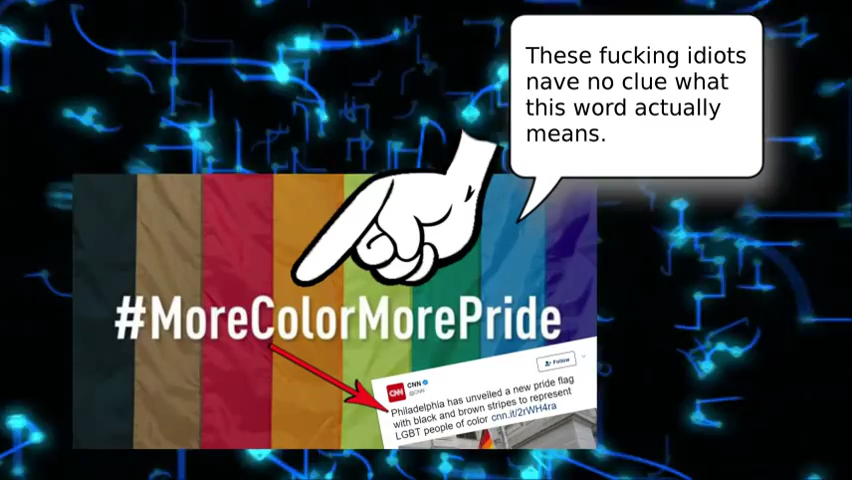 These fucking idiots
nave no clue what
this word actually
means.
#MoreColorMorePride
Follow
CNN
CNN
@CNN
Philadelphia has unveiled a new pride flag
with black and brown stripes to represent
LGBT people of color cnn.it/2rWH4ra